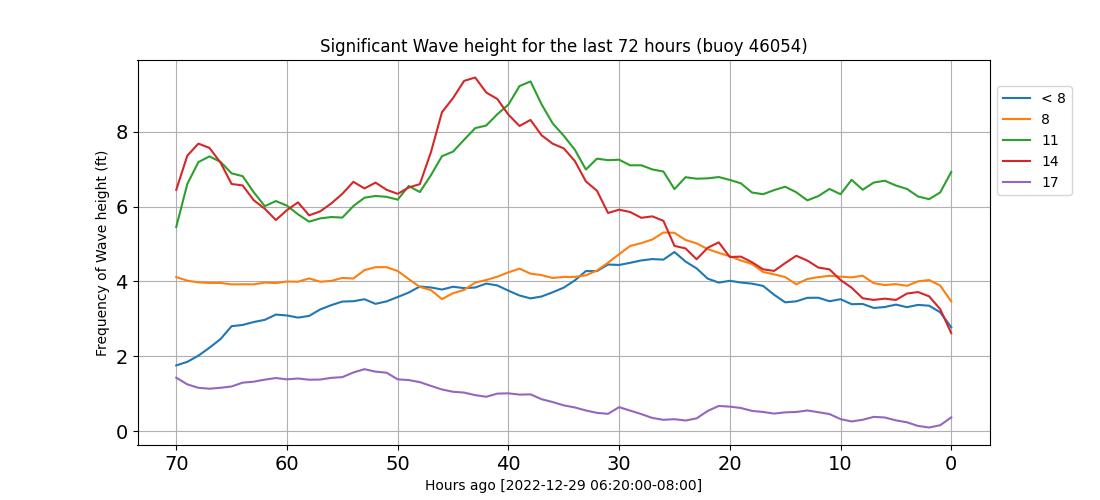 Significant Wave height for the last 72 hours (buoy 46054)
Frequency of Wave height (ft)
8
6
4
2
0
70 60 50 40 30 20 10 0
Hours ago [2022-12-29 06:20:00-08:00]
< 8
8
11
14
17